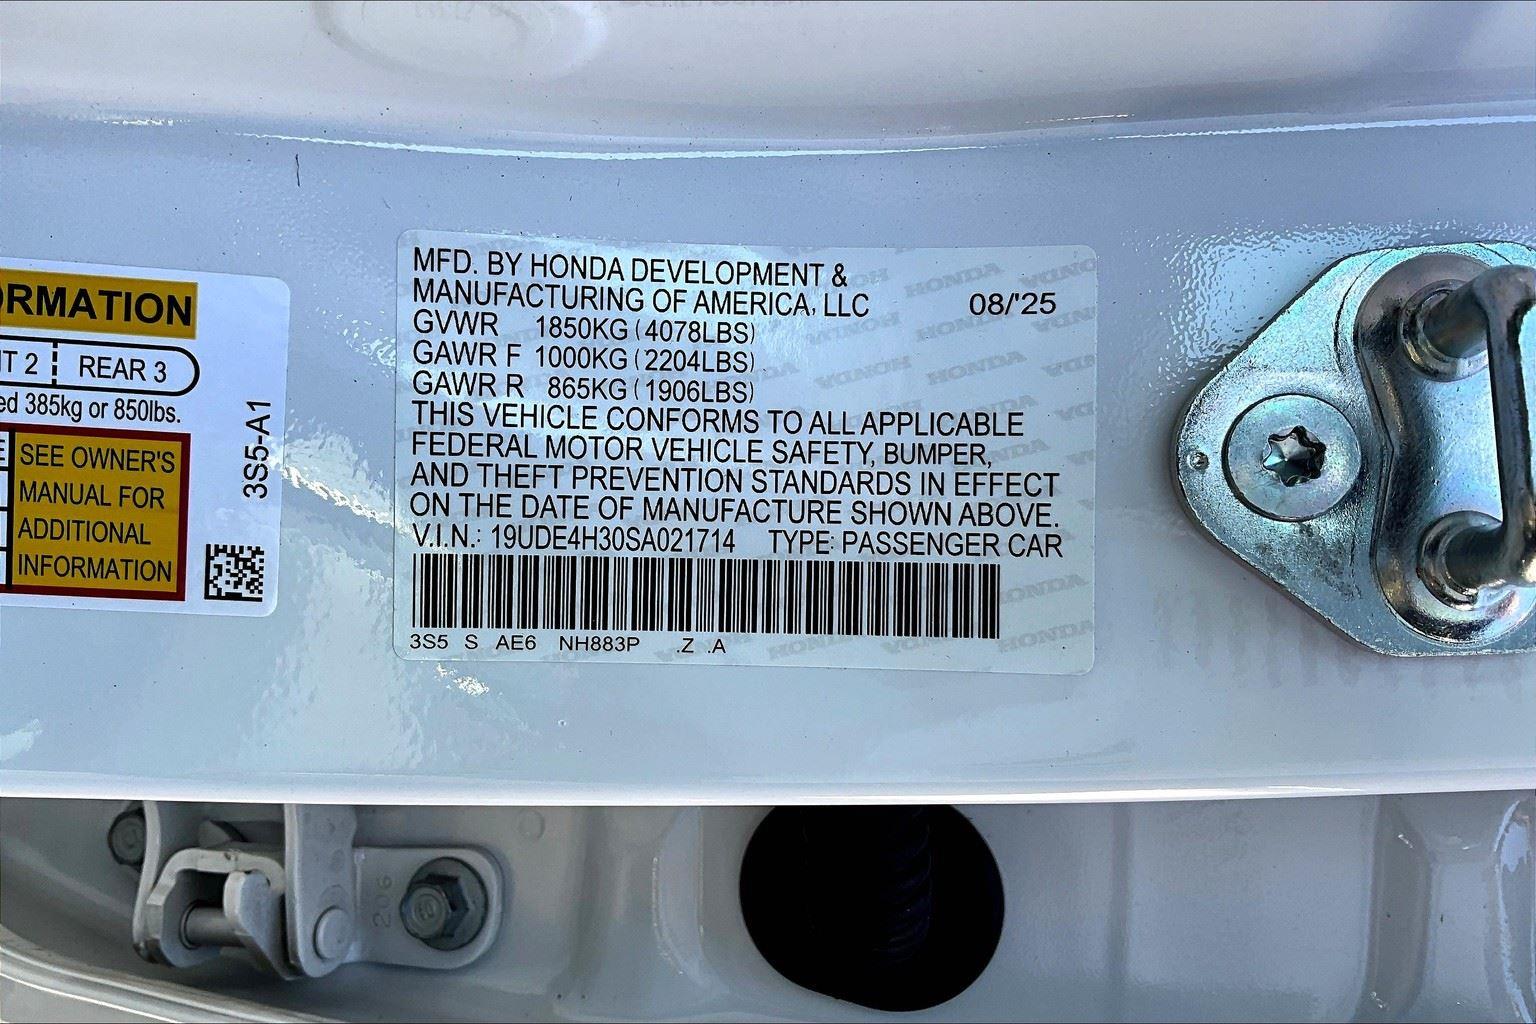 ORMATION
T 2 REAR 3
ed 385kg or 850lbs.
SEE OWNER'S
MANUAL FOR
ADDITIONAL
INFORMATION
3S5-A1
MFD. BY HONDA DEVELOPMENT &
MANUFACTURING OF AMERICA, LLC 08/'25
GVWR 1850KG (4078LBS)
GAWR F 1000KG (2204LBS)
GAWR R 865KG (1906LBS)
THIS VEHICLE CONFORMS TO ALL APPLICABLE
FEDERAL MOTOR VEHICLE SAFETY, BUMPER,
AND THEFT PREVENTION STANDARDS IN EFFECT
ON THE DATE OF MANUFACTURE SHOWN ABOVE.
V.I.N.: 19UDE4H30SA021714 TYPE: PASSENGER CAR
3S5 S AE6 NH883P .Z .A
206